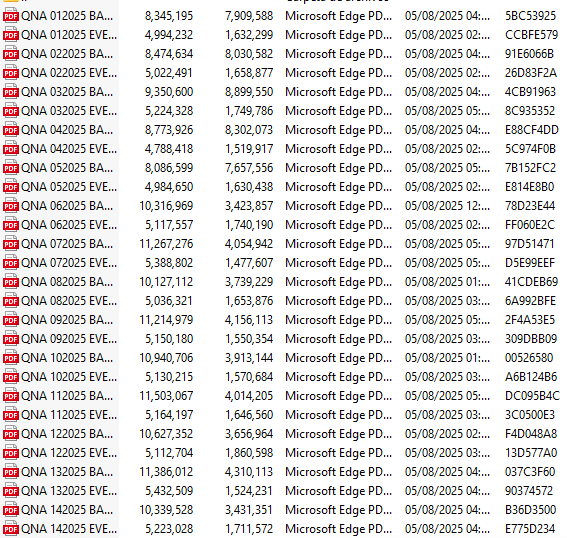 QNA 012025 BA... 8,345,195 7,909,588 Microsoft Edge PD... 05/08/2025 04:... 5BC53925
QNA 012025 EVE... 4,994,232 1,632,299 Microsoft Edge PD... 05/08/2025 02:... CCBFE579
QNA 022025 BA... 8,474,634 8,030,582 Microsoft Edge PD... 05/08/2025 04:... 91E6066B
QNA 022025 EVE... 5,022,491 1,658,877 Microsoft Edge PD... 05/08/2025 02:... 26D83F2A
QNA 032025 BA... 9,350,600 8,899,550 Microsoft Edge PD... 05/08/2025 04:... 4CB91963
QNA 032025 EVE... 5,224,328 1,749,786 Microsoft Edge PD... 05/08/2025 05:... 8C935352
QNA 042025 BA... 8,773,926 8,302,073 Microsoft Edge PD... 05/08/2025 04:... E88CF4DD
QNA 042025 EVE... 4,788,418 1,519,917 Microsoft Edge PD... 05/08/2025 02:... 5C974F0B
QNA 052025 BA... 8,086,599 7,657,556 Microsoft Edge PD... 05/08/2025 05:... 7B152FC2
QNA 052025 EVE... 4,984,650 1,630,438 Microsoft Edge PD... 05/08/2025 02:... E814E8B0
QNA 062025 BA... 10,316,969 3,423,857 Microsoft Edge PD... 05/08/2025 12:... 78D23E44
QNA 062025 EVE... 5,117,557 1,740,190 Microsoft Edge PD... 05/08/2025 02:... FF060E2C
QNA 072025 BA... 11,267,276 4,054,942 Microsoft Edge PD... 05/08/2025 05:... 97D51471
QNA 072025 EVE... 5,388,802 1,477,607 Microsoft Edge PD... 05/08/2025 05:... D5E99EEF
QNA 082025 BA... 10,127,112 3,739,229 Microsoft Edge PD... 05/08/2025 01:... 41CDEB69
QNA 082025 EVE... 5,036,321 1,653,876 Microsoft Edge PD... 05/08/2025 03:... 6A992BFE
QNA 092025 BA... 11,214,979 4,156,113 Microsoft Edge PD... 05/08/2025 05:... 2F4A53E5
QNA 092025 EVE... 5,150,180 1,550,354 Microsoft Edge PD... 05/08/2025 03:... 309DBB09
QNA 102025 BA... 10,940,706 3,913,144 Microsoft Edge PD... 05/08/2025 01:... 00526580
QNA 102025 EVE... 5,130,215 1,570,684 Microsoft Edge PD... 05/08/2025 03:... A6B124B6
QNA 112025 BA... 11,503,067 4,014,205 Microsoft Edge PD... 05/08/2025 05:... DC095B4C
QNA 112025 EVE... 5,164,197 1,646,560 Microsoft Edge PD... 05/08/2025 03:... 3C0500E3
QNA 122025 BA... 10,627,352 3,656,964 Microsoft Edge PD... 05/08/2025 02:... F4D048A8
QNA 122025 EVE... 5,112,704 1,860,598 Microsoft Edge PD... 05/08/2025 03:... 13D577A0
QNA 132025 BA... 11,386,012 4,310,113 Microsoft Edge PD... 05/08/2025 04:... 037C3F60
QNA 132025 EVE... 5,432,509 1,524,231 Microsoft Edge PD... 05/08/2025 04:... 90374572
QNA 142025 BA... 10,339,528 3,431,351 Microsoft Edge PD... 05/08/2025 04:... B36D3500
QNA 142025 EVE... 5,223,028 1,711,572 Microsoft Edge PD... 05/08/2025 04:... E775D234